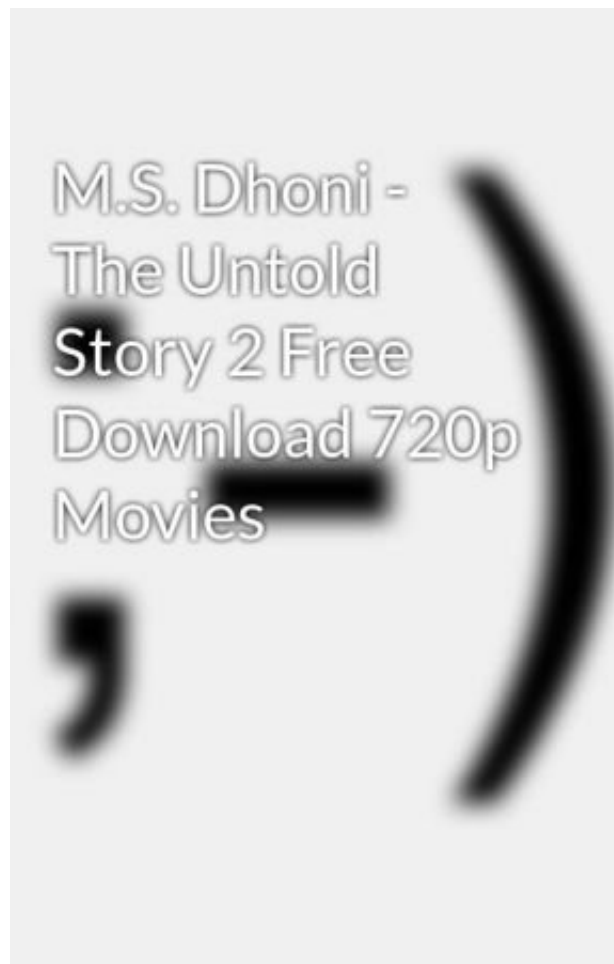 M.S. Dhoni -
The Untold
Story 2 Free
Download 720p
Movies
;-)